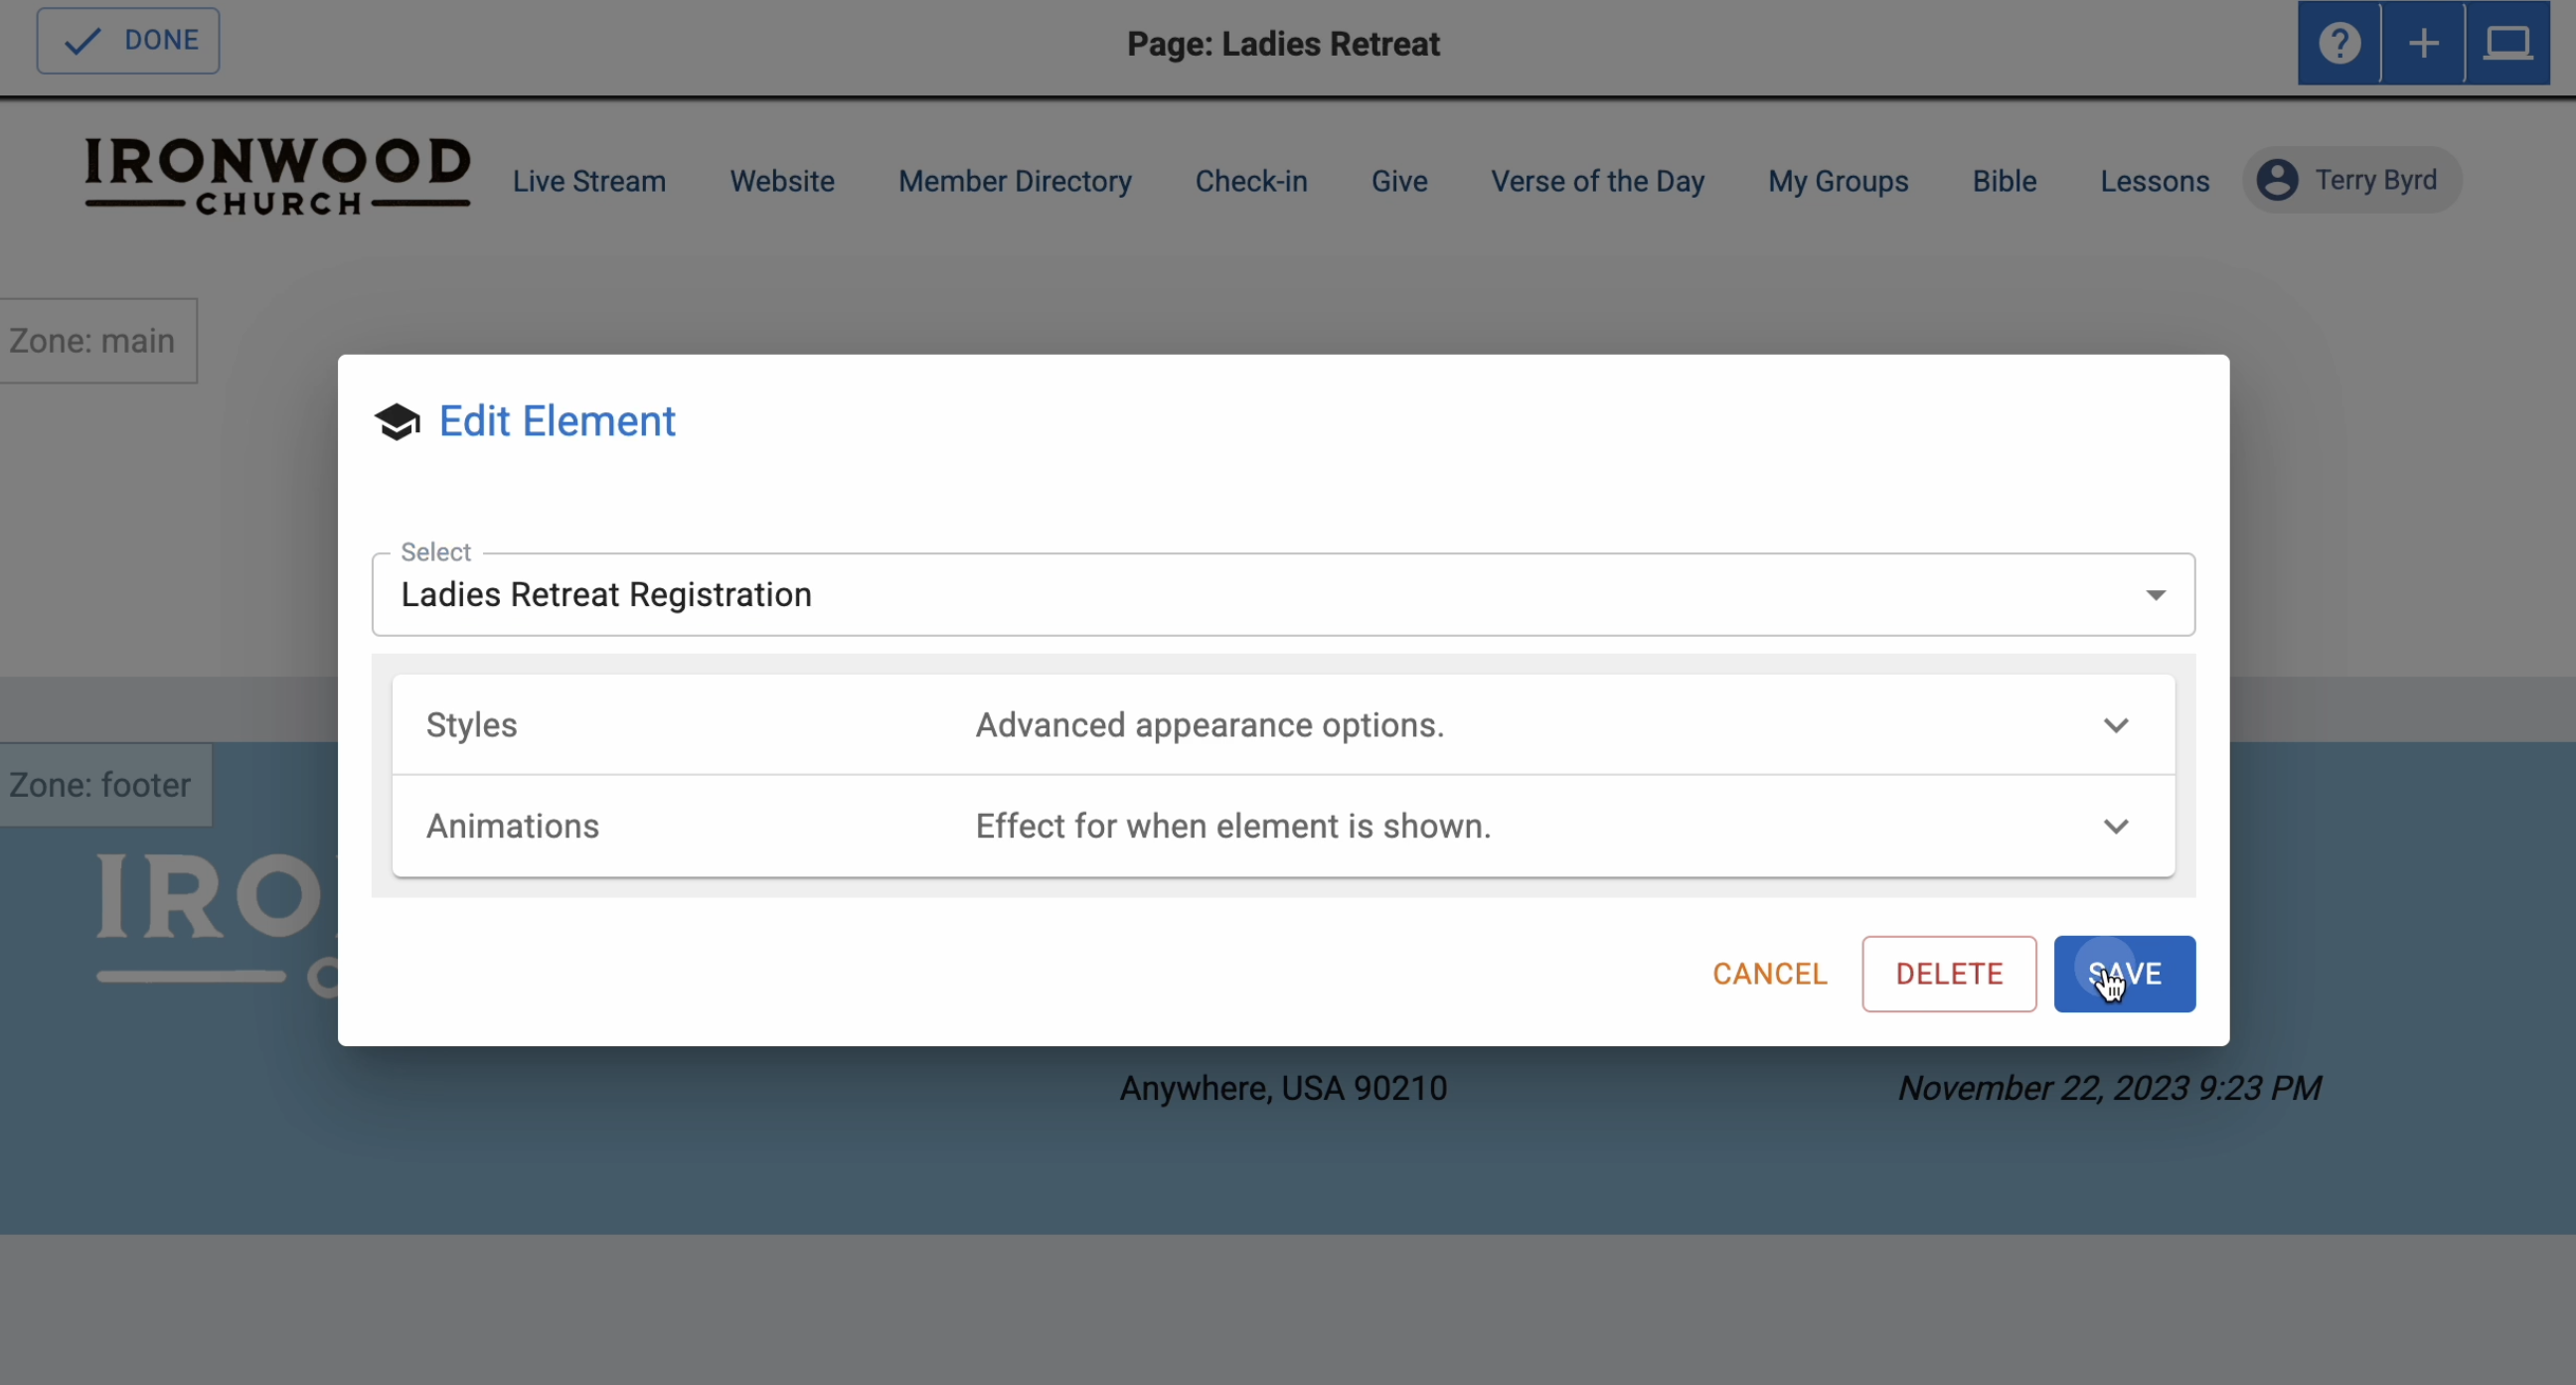 DONE
Page: Ladies Retreat
IRONWOOD
CHURCH
Live Stream
Website
Member Directory
Check-in
Give
Verse of the Day
My Groups
Bible
Lessons
Terry Byrd
Zone: main
Edit Element
Select
Ladies Retreat Registration
Styles
Advanced appearance options.
Animations
Effect for when element is shown.
Zone: footer
IRO
CANCEL
DELETE
SAVE
Anywhere, USA 90210
November 22, 2023 9:23 PM